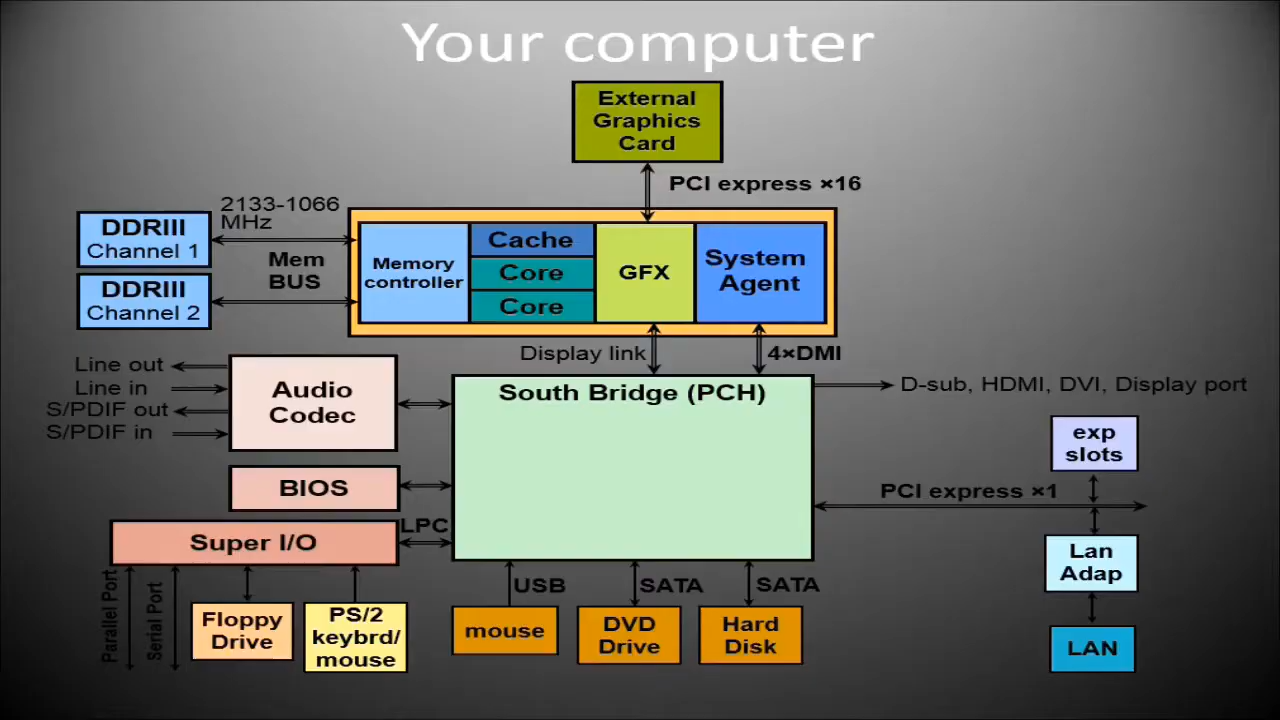 Your computer
External
Graphics
Card
PCI express ×16
2133-1066
MHz
DDRIII
Channel 1
Mem
BUS
DDRIII
Channel 2
Memory
controller
Cache
Core
Core
GFX
System
Agent
Display link
4×DMI
Line out
Line in
S/PDIF out
S/PDIF in
Audio
Codec
South Bridge (PCH)
D-sub, HDMI, DVI, Display port
exp
slots
BIOS
PCI express ×1
LPC
Super I/O
Lan
Adap
Parallel Port
Serial Port
Floppy
Drive
PS/2
keybrd/
mouse
USB
mouse
SATA
DVD
Drive
SATA
Hard
Disk
LAN